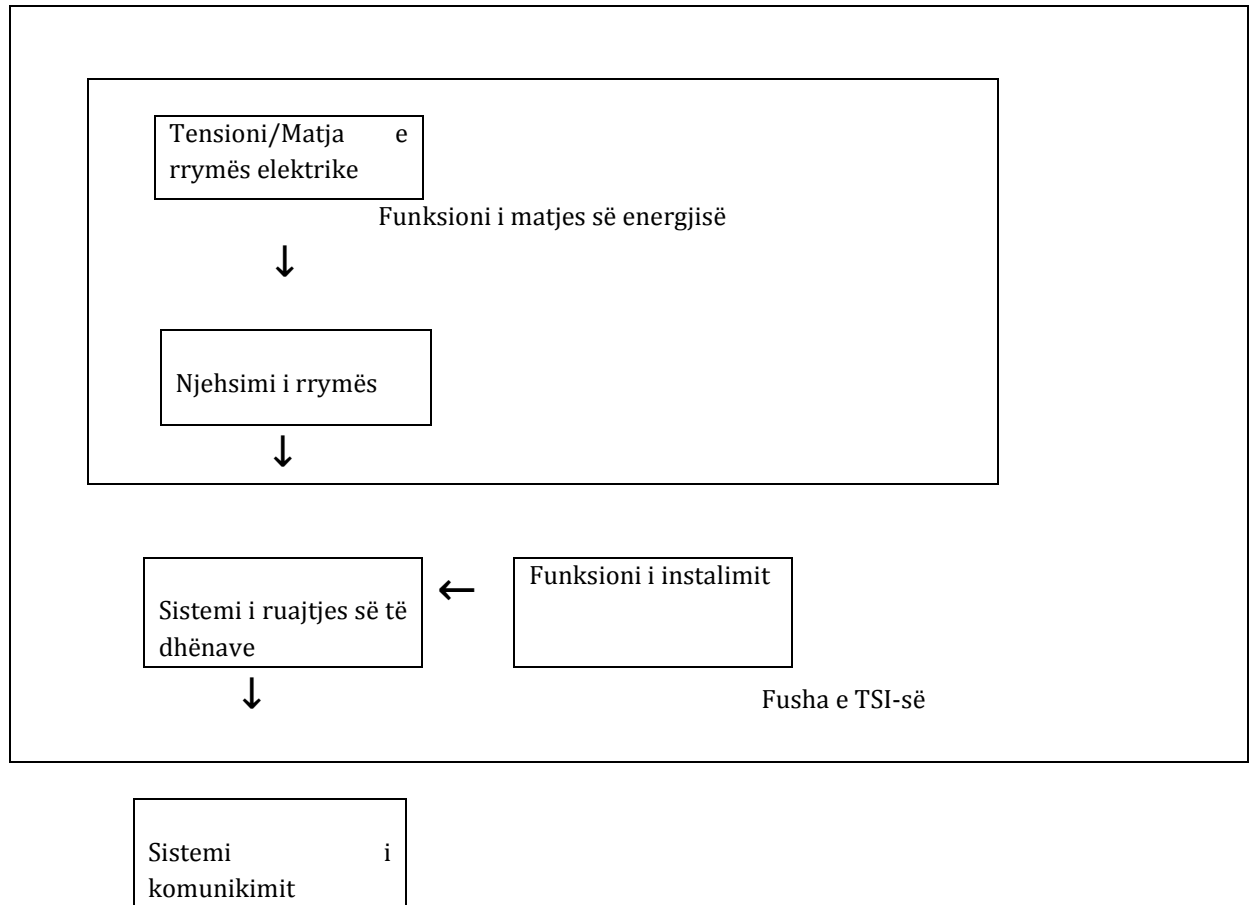 Tensioni/Matja e
rrymës elektrike
Funksioni i matjes së energjisë
Njehsimi i rrymës
Sistemi i ruajtjes së të
dhënave
Funksioni i instalimit
Fusha e TSI-së
Sistemi i
komunikimit